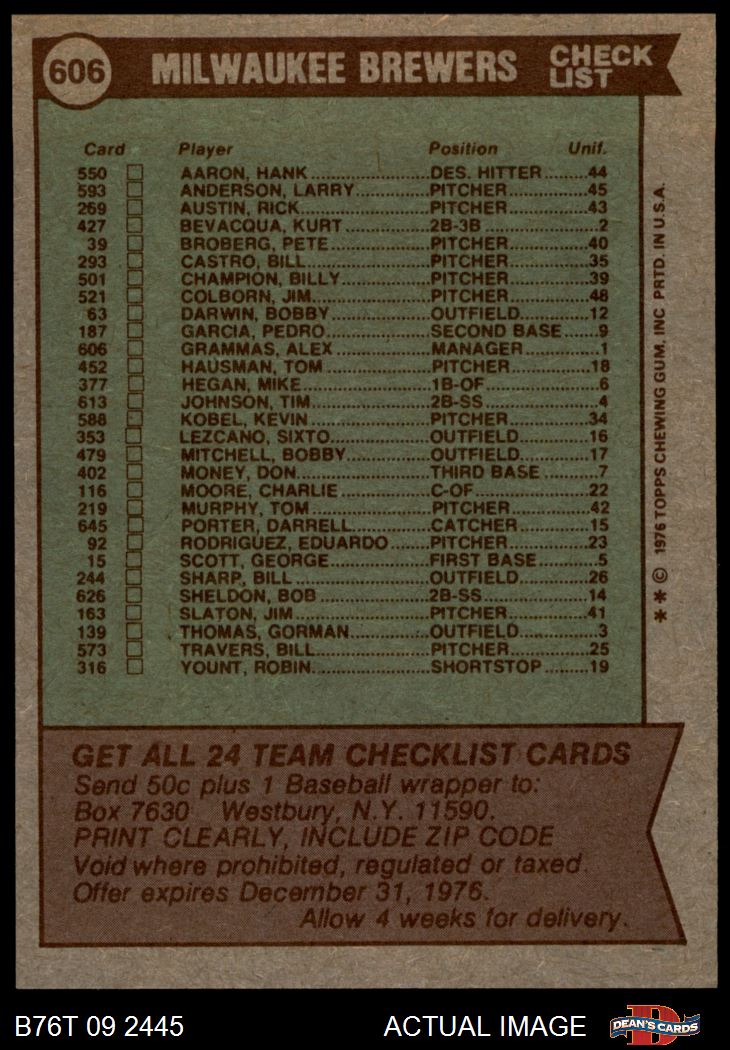 606 MILWAUKEE BREWERS CHECK LIST
Card Player Position Unif.
550 AARON, HANK DES. HITTER 44
593 ANDERSON, LARRY PITCHER 45
269 AUSTIN, RICK PITCHER 43
427 BEVACQUA, KURT 2B-3B 2
39 BROBERG, PETE PITCHER 40
293 CASTRO, BILL PITCHER 35
501 CHAMPION, BILLY PITCHER 39
521 COLBORN, JIM PITCHER 48
63 DARWIN, BOBBY OUTFIELD 12
187 GARCIA, PEDRO SECOND BASE 9
606 GRAMMAS, ALEX MANAGER 1
452 HAUSMAN, TOM PITCHER 18
377 HEGAN, MIKE 1B-OF 6
613 JOHNSON, TIM 2B-SS 4
588 KOBEL, KEVIN PITCHER 34
353 LEZCANO, SIXTO OUTFIELD 16
479 MITCHELL, BOBBY OUTFIELD 17
402 MONEY, DON THIRD BASE 7
116 MOORE, CHARLIE C-OF 22
219 MURPHY, TOM PITCHER 42
645 PORTER, DARRELL CATCHER 15
92 RODRIGUEZ, EDUARDO PITCHER 23
15 SCOTT, GEORGE FIRST BASE 5
244 SHARP, BILL OUTFIELD 26
626 SHELDON, BOB 2B-SS 14
163 SLATON, JIM PITCHER 41
139 THOMAS, GORMAN OUTFIELD 3
573 TRAVERS, BILL PITCHER 25
316 YOUNT, ROBIN SHORTSTOP 19
* * © 1976 TOPPS CHEWING GUM, INC PRTD. IN U.S.A.
GET ALL 24 TEAM CHECKLIST CARDS
Send 50c plus 1 Baseball wrapper to:
Box 7630 Westbury, N.Y. 11590.
PRINT CLEARLY, INCLUDE ZIP CODE
Void where prohibited, regulated or taxed.
Offer expires December 31, 1976.
Allow 4 weeks for delivery.
B76T 09 2445 ACTUAL IMAGE DEAN'S CARDS